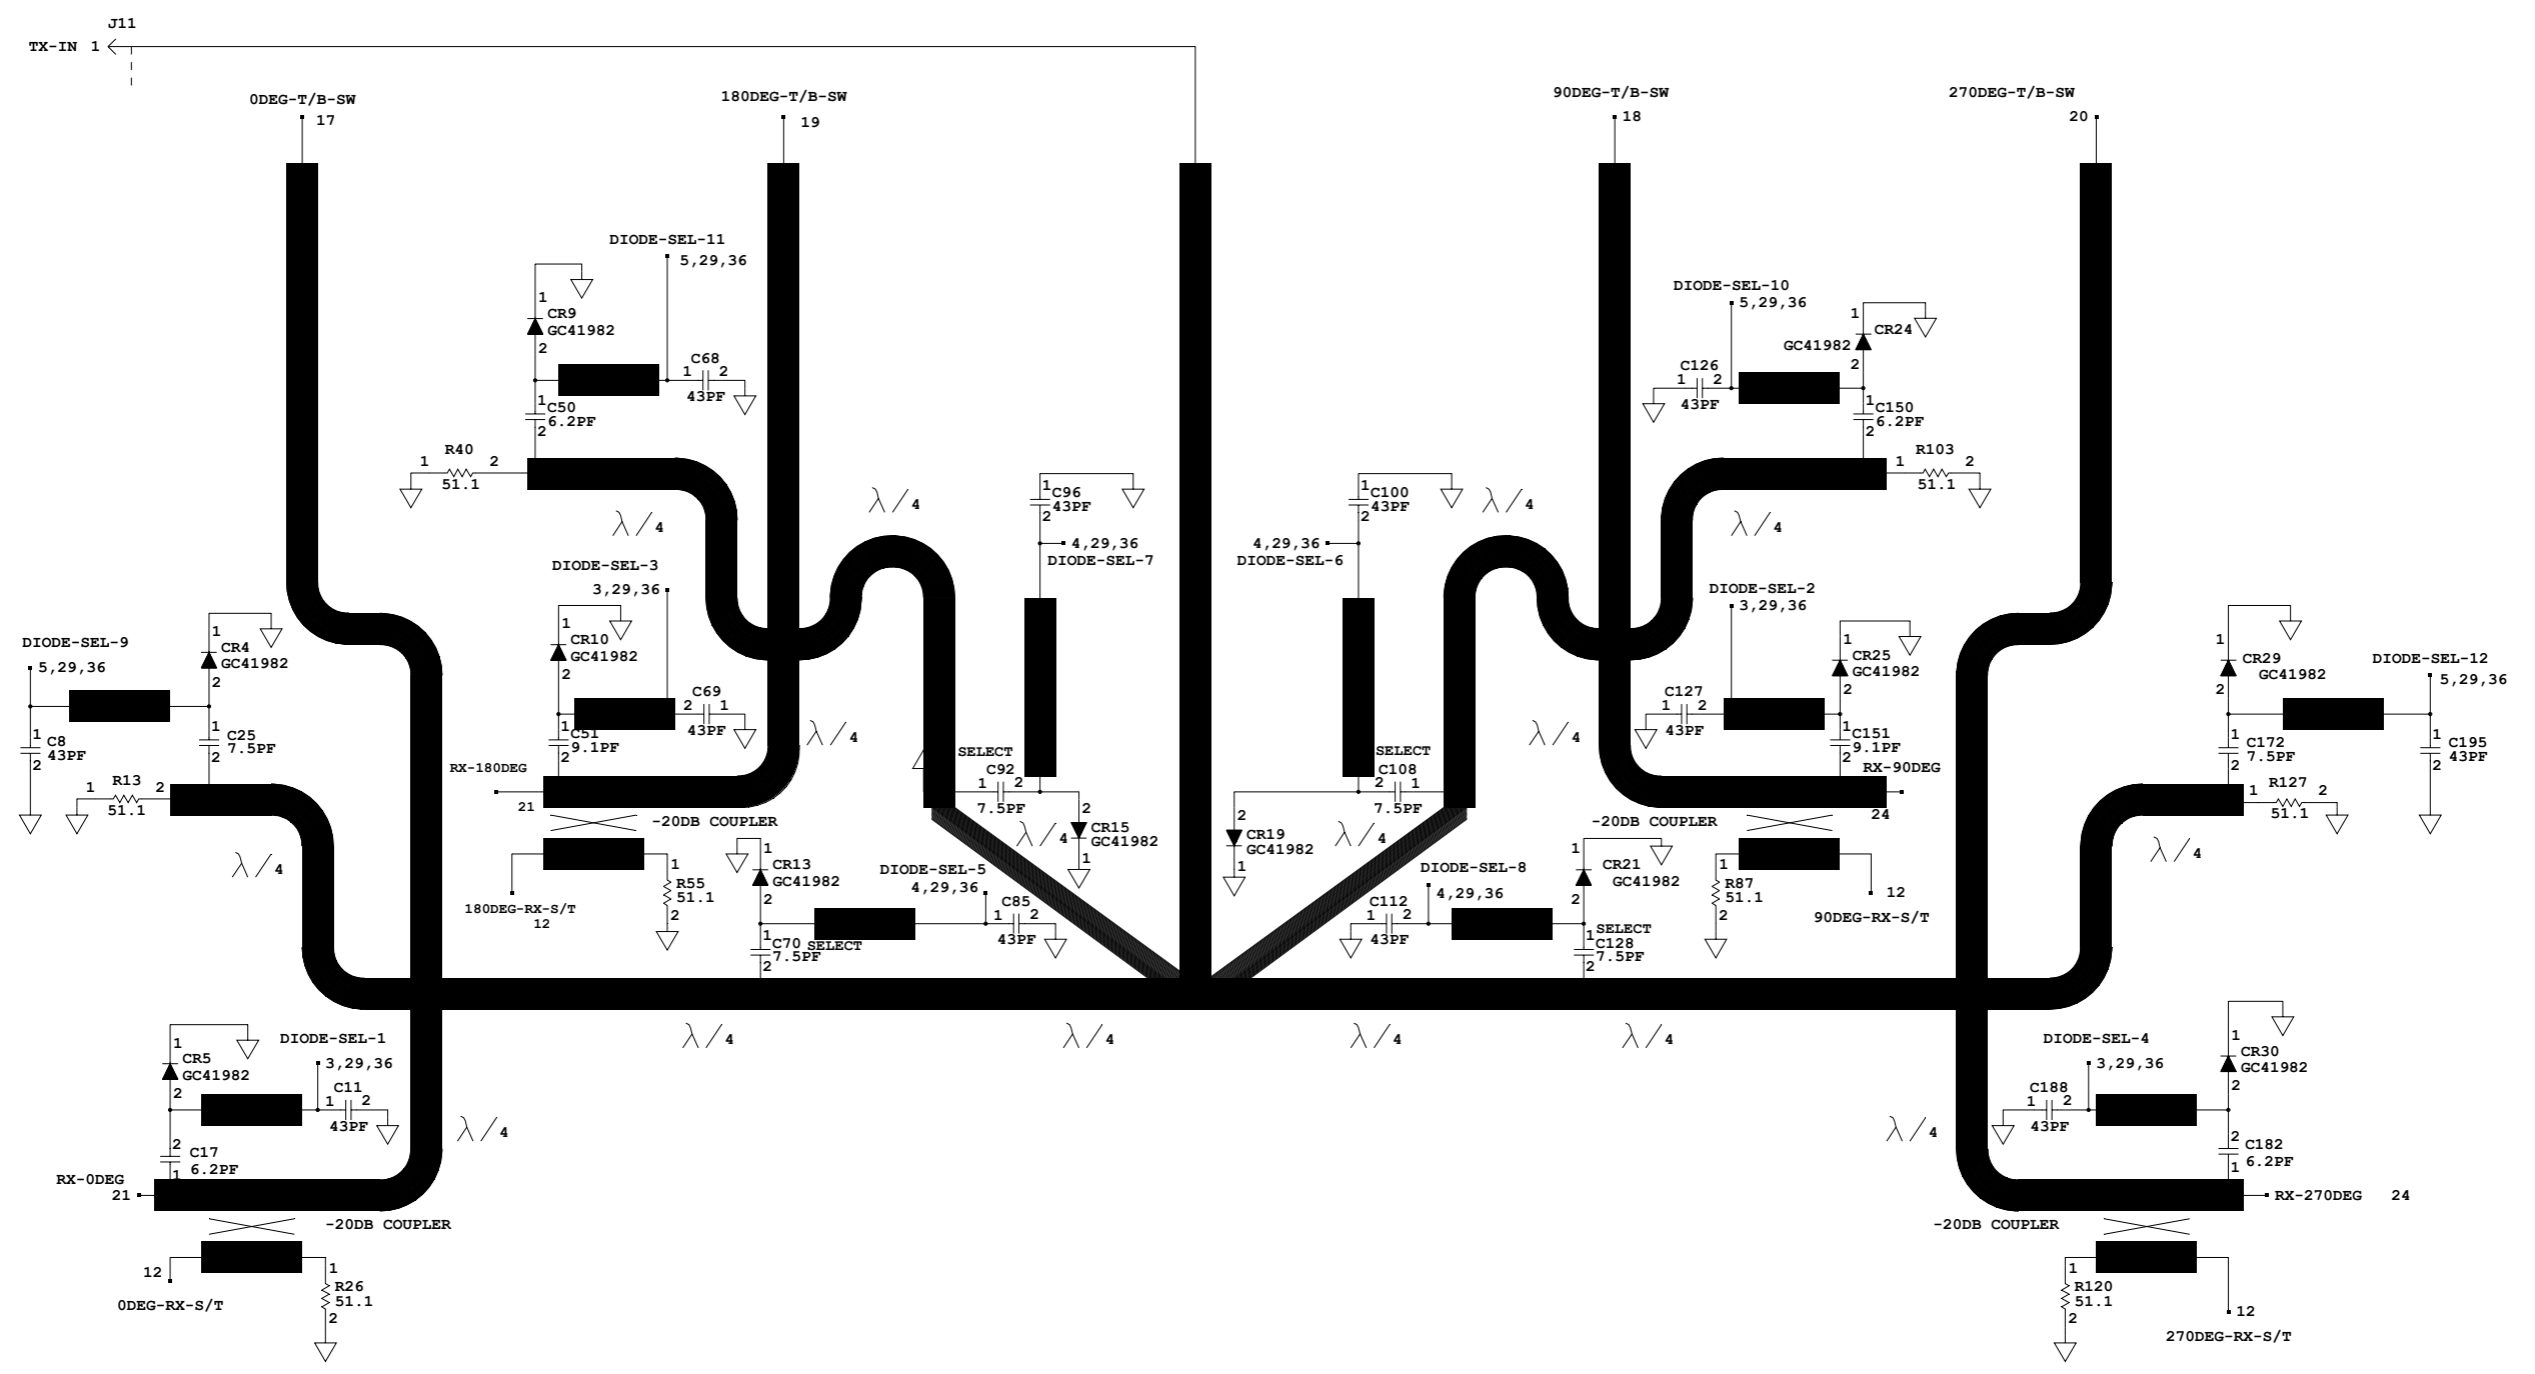 J11
TX-IN 1
0DEG-T/B-SW
17
180DEG-T/B-SW
19
90DEG-T/B-SW
18
270DEG-T/B-SW
20
DIODE-SEL-11
5,29,36
1
CR9
GC41982
2
C68
1 2
43PF
1
C50
6.2PF
2
R40
1 2
51.1
λ/4
DIODE-SEL-10
5,29,36
1
CR24
GC41982
2
C126
1 2
43PF
1
C150
6.2PF
2
R103
1 2
51.1
λ/4
λ/4
1
C96
43PF
2
4,29,36
DIODE-SEL-7
1
C100
43PF
2
4,29,36
DIODE-SEL-6
λ/4
DIODE-SEL-3
3,29,36
1
CR10
GC41982
2
C69
2 1
43PF
1
C51
9.1PF
2
RX-180DEG
21
-20DB COUPLER
λ/4
1
R55
51.1
2
180DEG-RX-S/T
12
DIODE-SEL-2
3,29,36
1
CR25
GC41982
2
C127
1 2
43PF
1
C151
9.1PF
2
RX-90DEG
24
-20DB COUPLER
λ/4
1
R87
51.1
2
12
90DEG-RX-S/T
DIODE-SEL-9
5,29,36
1
CR4
GC41982
2
1
C8
43PF
2
1
C25
7.5PF
2
R13
1 2
51.1
λ/4
1
CR29
GC41982
2
DIODE-SEL-12
5,29,36
1
C172
7.5PF
2
1
C195
43PF
2
R127
1 2
51.1
λ/4
SELECT
C92
1 2
7.5PF
λ/4
2
CR15
GC41982
1
SELECT
C108
2 1
7.5PF
λ/4
2
CR19
GC41982
1
1
CR13
GC41982
2
DIODE-SEL-5
4,29,36
C85
1 2
43PF
1
C70 SELECT
7.5PF
2
DIODE-SEL-8
4,29,36
C112
1 2
43PF
1
CR21
GC41982
2
SELECT
1
C128
7.5PF
2
λ/4
λ/4
λ/4
λ/4
1
CR5
GC41982
2
DIODE-SEL-1
3,29,36
C11
1 2
43PF
2
C17
6.2PF
1
RX-0DEG
21
-20DB COUPLER
λ/4
12
0DEG-RX-S/T
1
R26
51.1
2
DIODE-SEL-4
3,29,36
1
CR30
GC41982
2
C188
1 2
43PF
2
C182
6.2PF
1
λ/4
RX-270DEG 24
-20DB COUPLER
1
R120
51.1
2
12
270DEG-RX-S/T